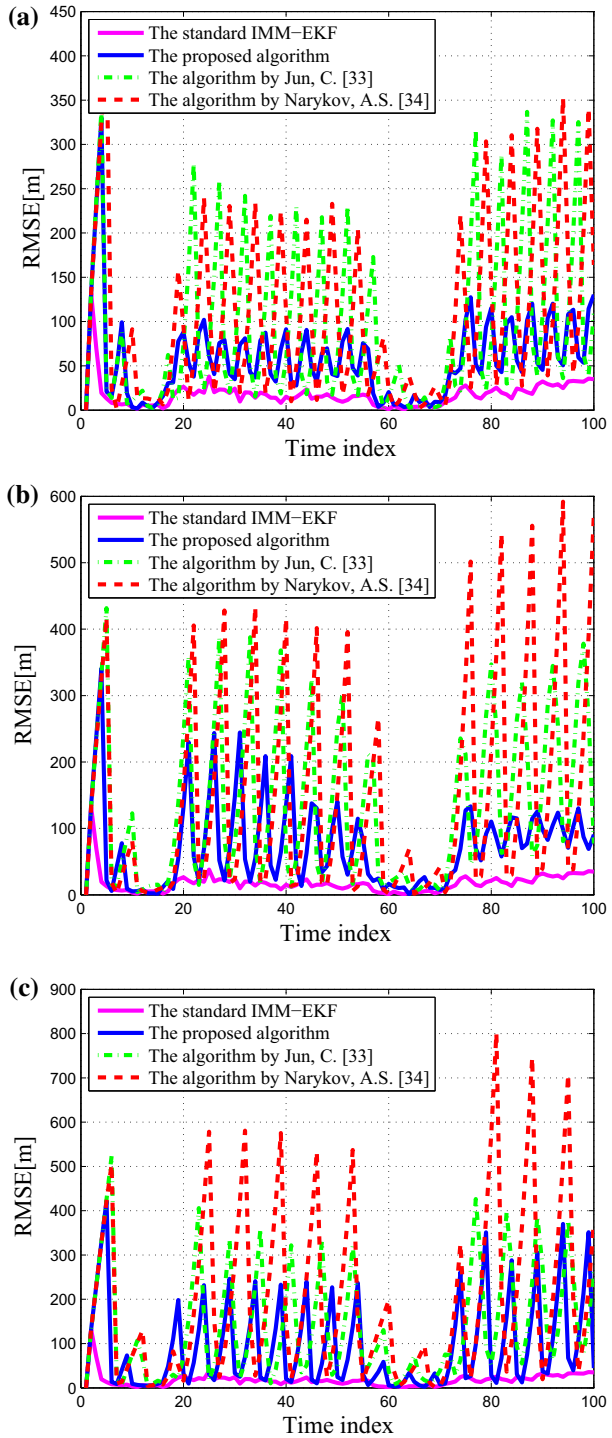 (a)
450
400
350
300
250
200
150
100
50
0
RMSE[m]
The standard IMM−EKF
The proposed algorithm
The algorithm by Jun, C. [33]
The algorithm by Narykov, A.S. [34]
0 20 40 60 80 100
Time index
(b)
600
500
400
300
200
100
0
RMSE[m]
The standard IMM−EKF
The proposed algorithm
The algorithm by Jun, C. [33]
The algorithm by Narykov, A.S. [34]
0 20 40 60 80 100
Time index
(c)
900
800
700
600
500
400
300
200
100
0
RMSE[m]
The standard IMM−EKF
The proposed algorithm
The algorithm by Jun, C. [33]
The algorithm by Narykov, A.S. [34]
0 20 40 60 80 100
Time index